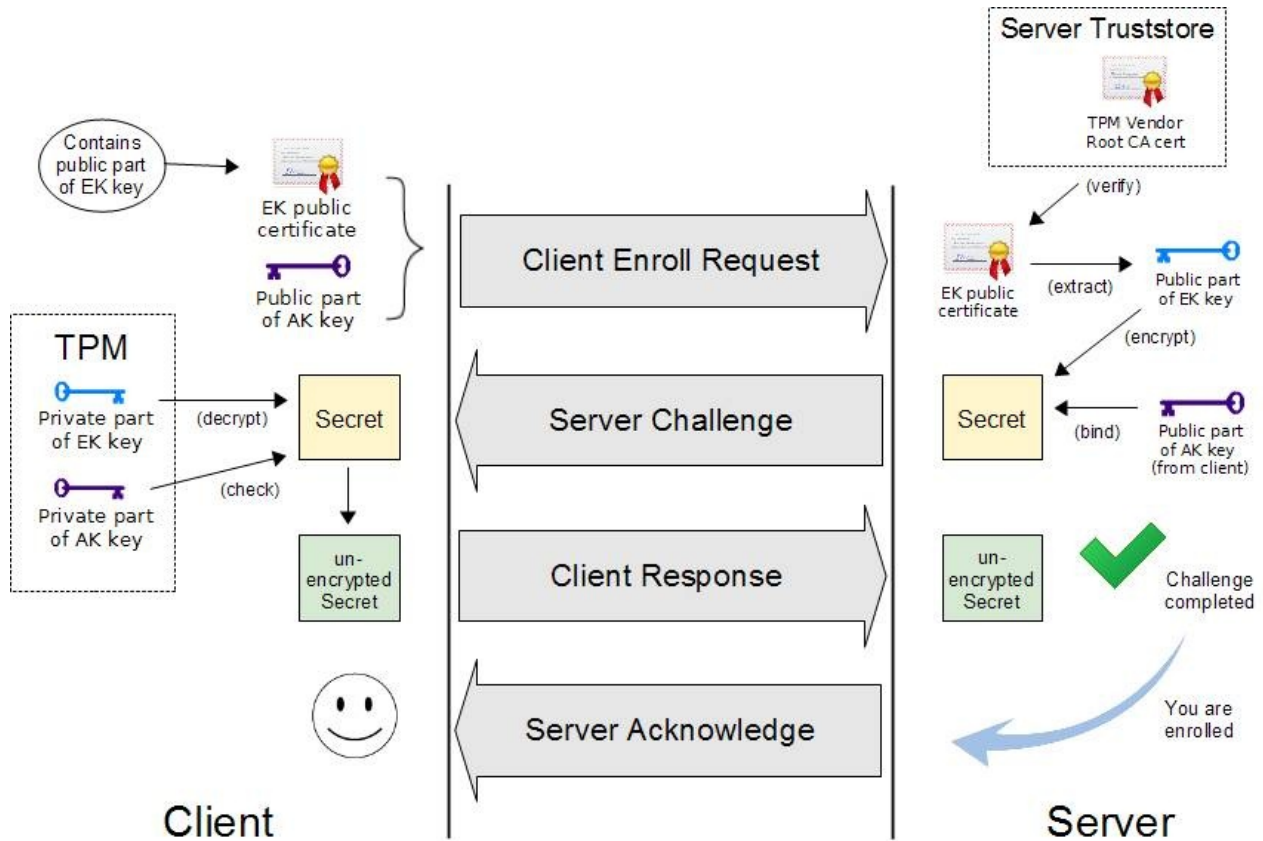 Server Truststore
TPM Vendor
Root CA cert
(verify)
Contains
public part
of EK key
EK public
certificate
Public part
of AK key
Client Enroll Request
EK public
certificate
(extract)
Public part
of EK key
(encrypt)
TPM
Private part
of EK key
(decrypt)
Secret
Private part
of AK key
(check)
Server Challenge
Secret
(bind)
Public part
of AK key
(from client)
un-
encrypted
Secret
Client Response
un-
encrypted
Secret
Challenge
completed
Server Acknowledge
You are
enrolled
Client
Server